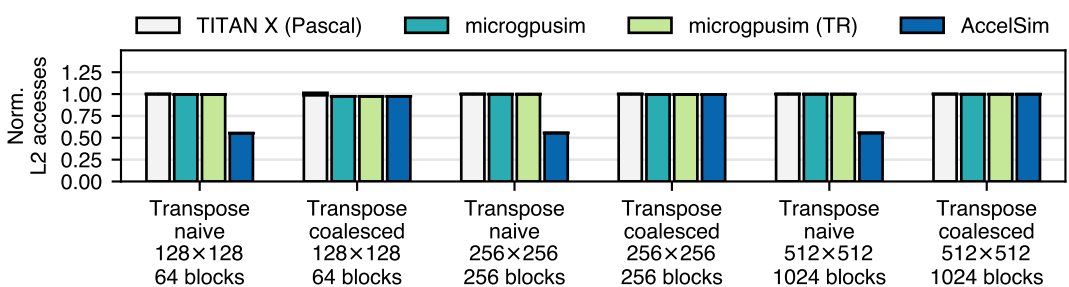 TITAN X (Pascal) microgpusim microgpusim (TR) AccelSim
Norm.
L2 accesses
1.25
1.00
0.75
0.50
0.25
0.00
Transpose
naive
128×128
64 blocks
Transpose
coalesced
128×128
64 blocks
Transpose
naive
256×256
256 blocks
Transpose
coalesced
256×256
256 blocks
Transpose
naive
512×512
1024 blocks
Transpose
coalesced
512×512
1024 blocks